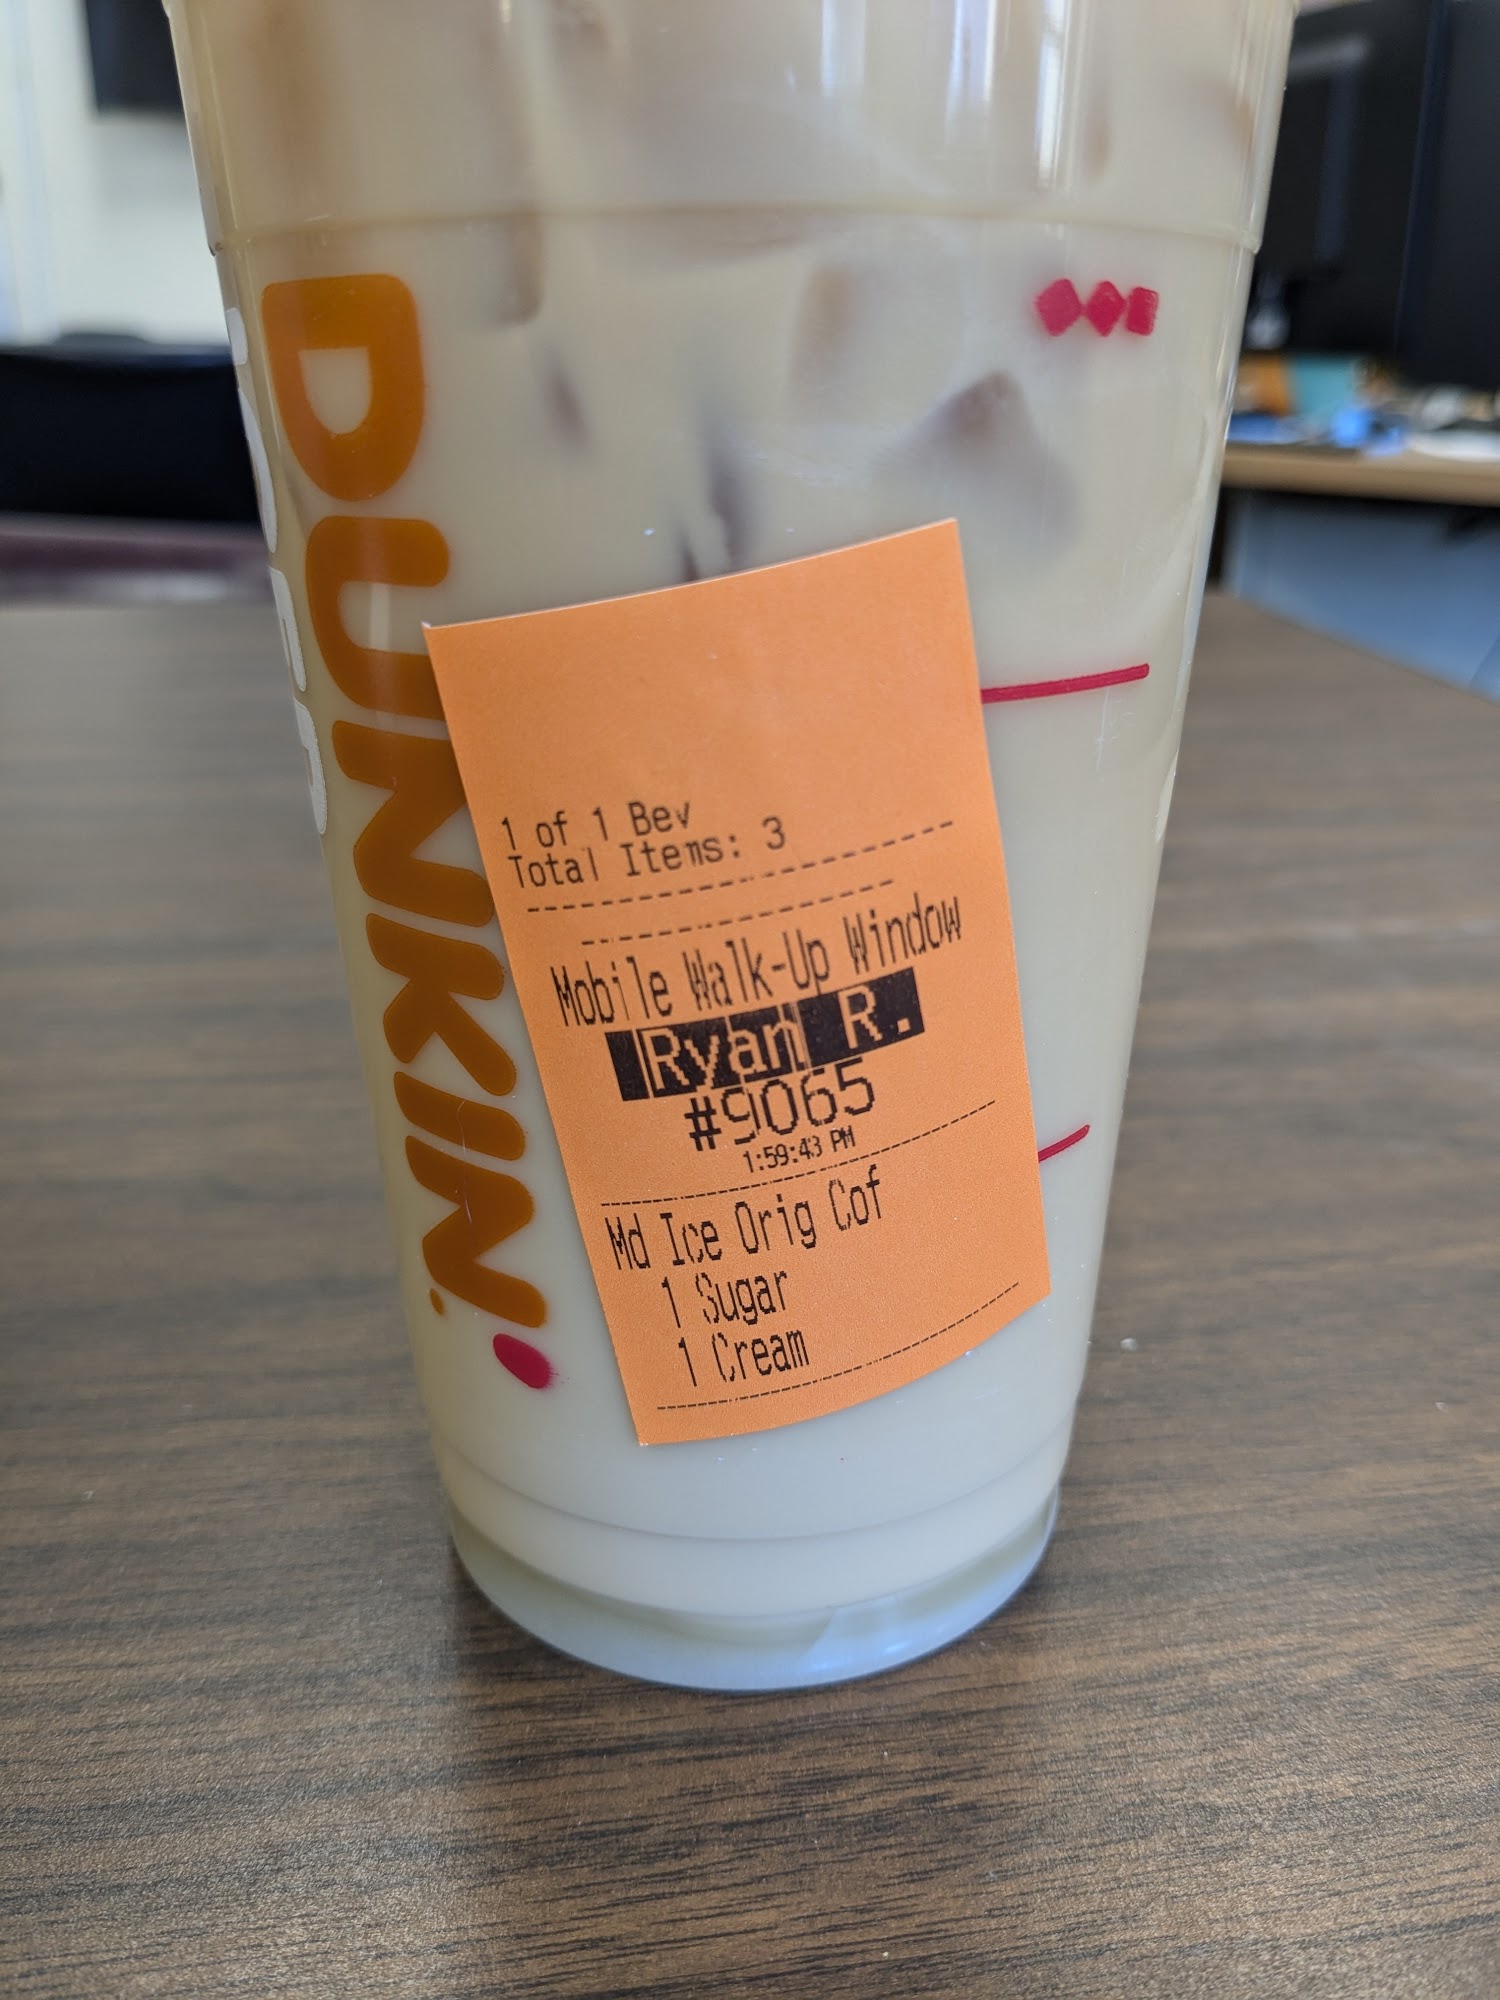 DUNKIN'
1 of 1 Bev
Total Items: 3
Mobile Walk-Up Window
Ryan R.
#9065
1:59:43 PM
Md Ice Orig Cof
1 Sugar
1 Cream